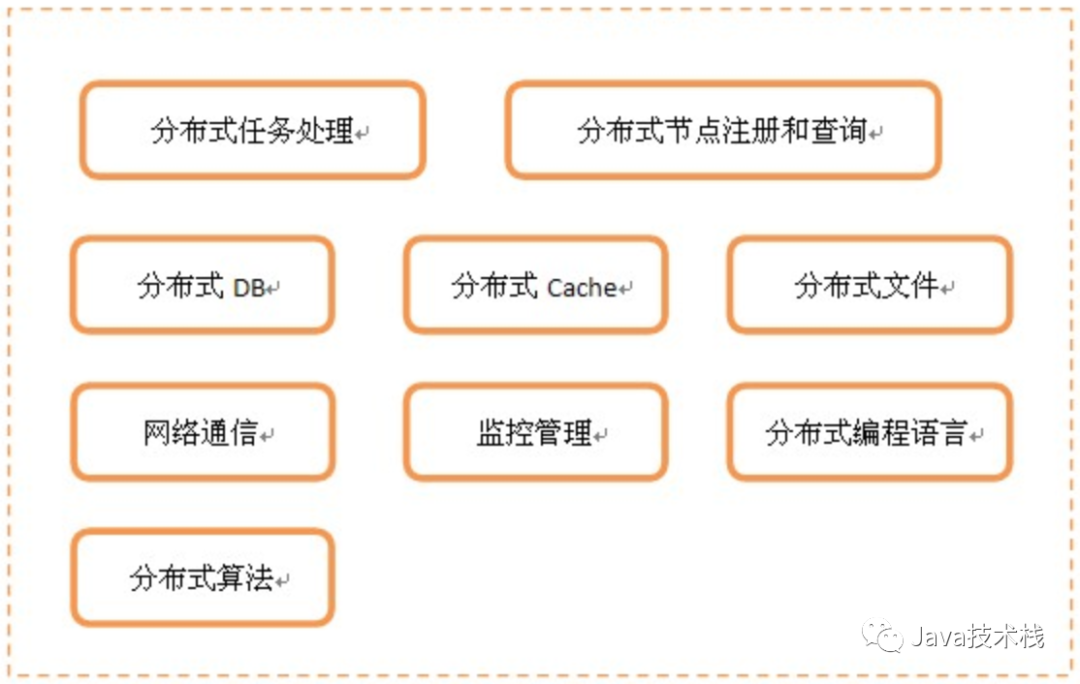 分布式任务处理
分布式节点注册和查询
分布式 DB
分布式 Cache
分布式文件
网络通信
监控管理
分布式编程语言
分布式算法
Java技术栈